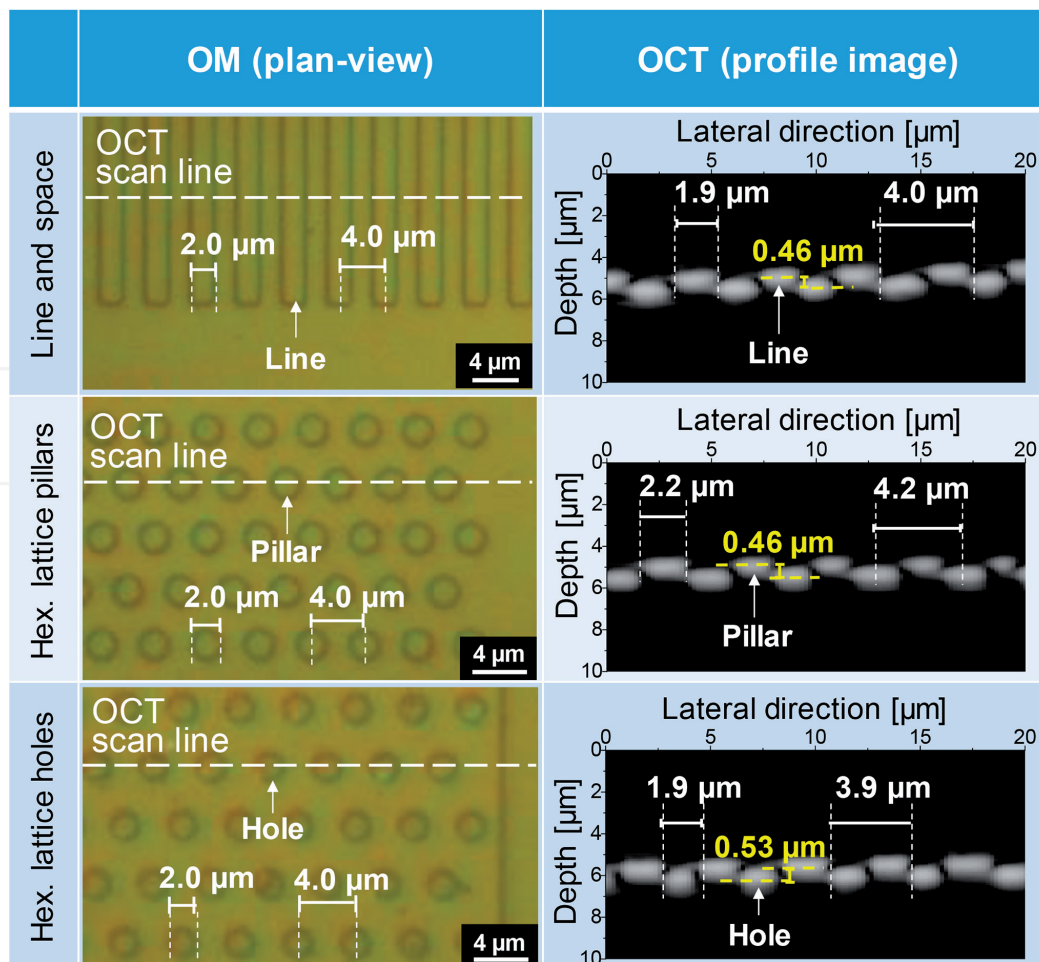 OM (plan-view)
OCT (profile image)
Line and space
OCT
scan line
2.0 µm
4.0 µm
Line
4 µm
Lateral direction [µm]
0 5 10 15 20
Depth [µm]
0
2
4
6
8
10
1.9 µm
4.0 µm
0.46 µm
Line
Hex. lattice pillars
OCT
scan line
Pillar
2.0 µm
4.0 µm
4 µm
Lateral direction [µm]
0 5 10 15 20
Depth [µm]
0
2
4
6
8
10
2.2 µm
4.2 µm
0.46 µm
Pillar
Hex. lattice holes
OCT
scan line
Hole
2.0 µm
4.0 µm
4 µm
Lateral direction [µm]
0 5 10 15 20
Depth [µm]
0
2
4
6
8
10
1.9 µm
3.9 µm
0.53 µm
Hole